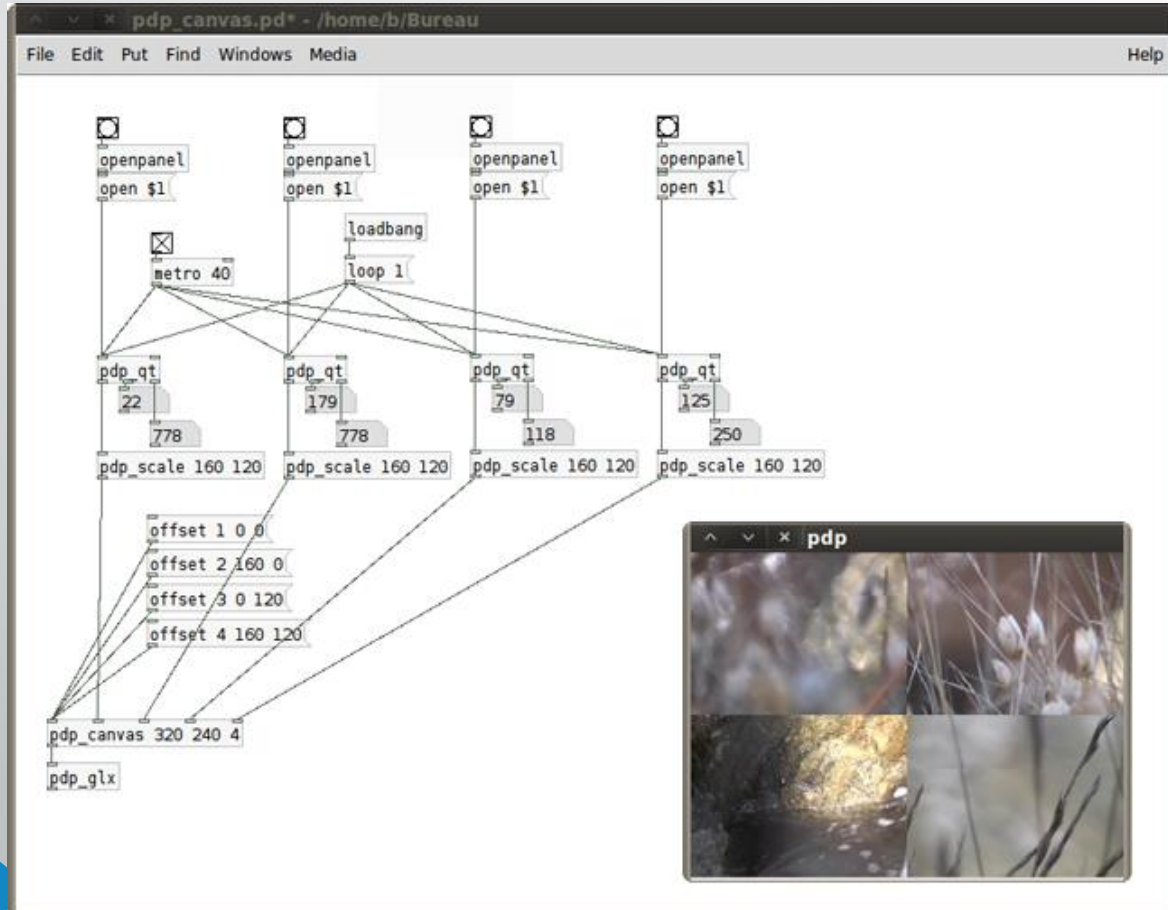 pdp_canvas.pd* - /home/b/Bureau
File Edit Put Find Windows Media Help
openpanel openpanel openpanel openpanel
open $1 open $1 open $1 open $1
loadbang
metro 40 loop 1
pdp_qt pdp_qt pdp_qt pdp_qt
22 179 79 125
778 778 118 250
pdp_scale 160 120 pdp_scale 160 120 pdp_scale 160 120 pdp_scale 160 120
offset 1 0 0
offset 2 160 0
offset 3 0 120
offset 4 160 120
pdp_canvas 320 240 4
pdp_glx
pdp